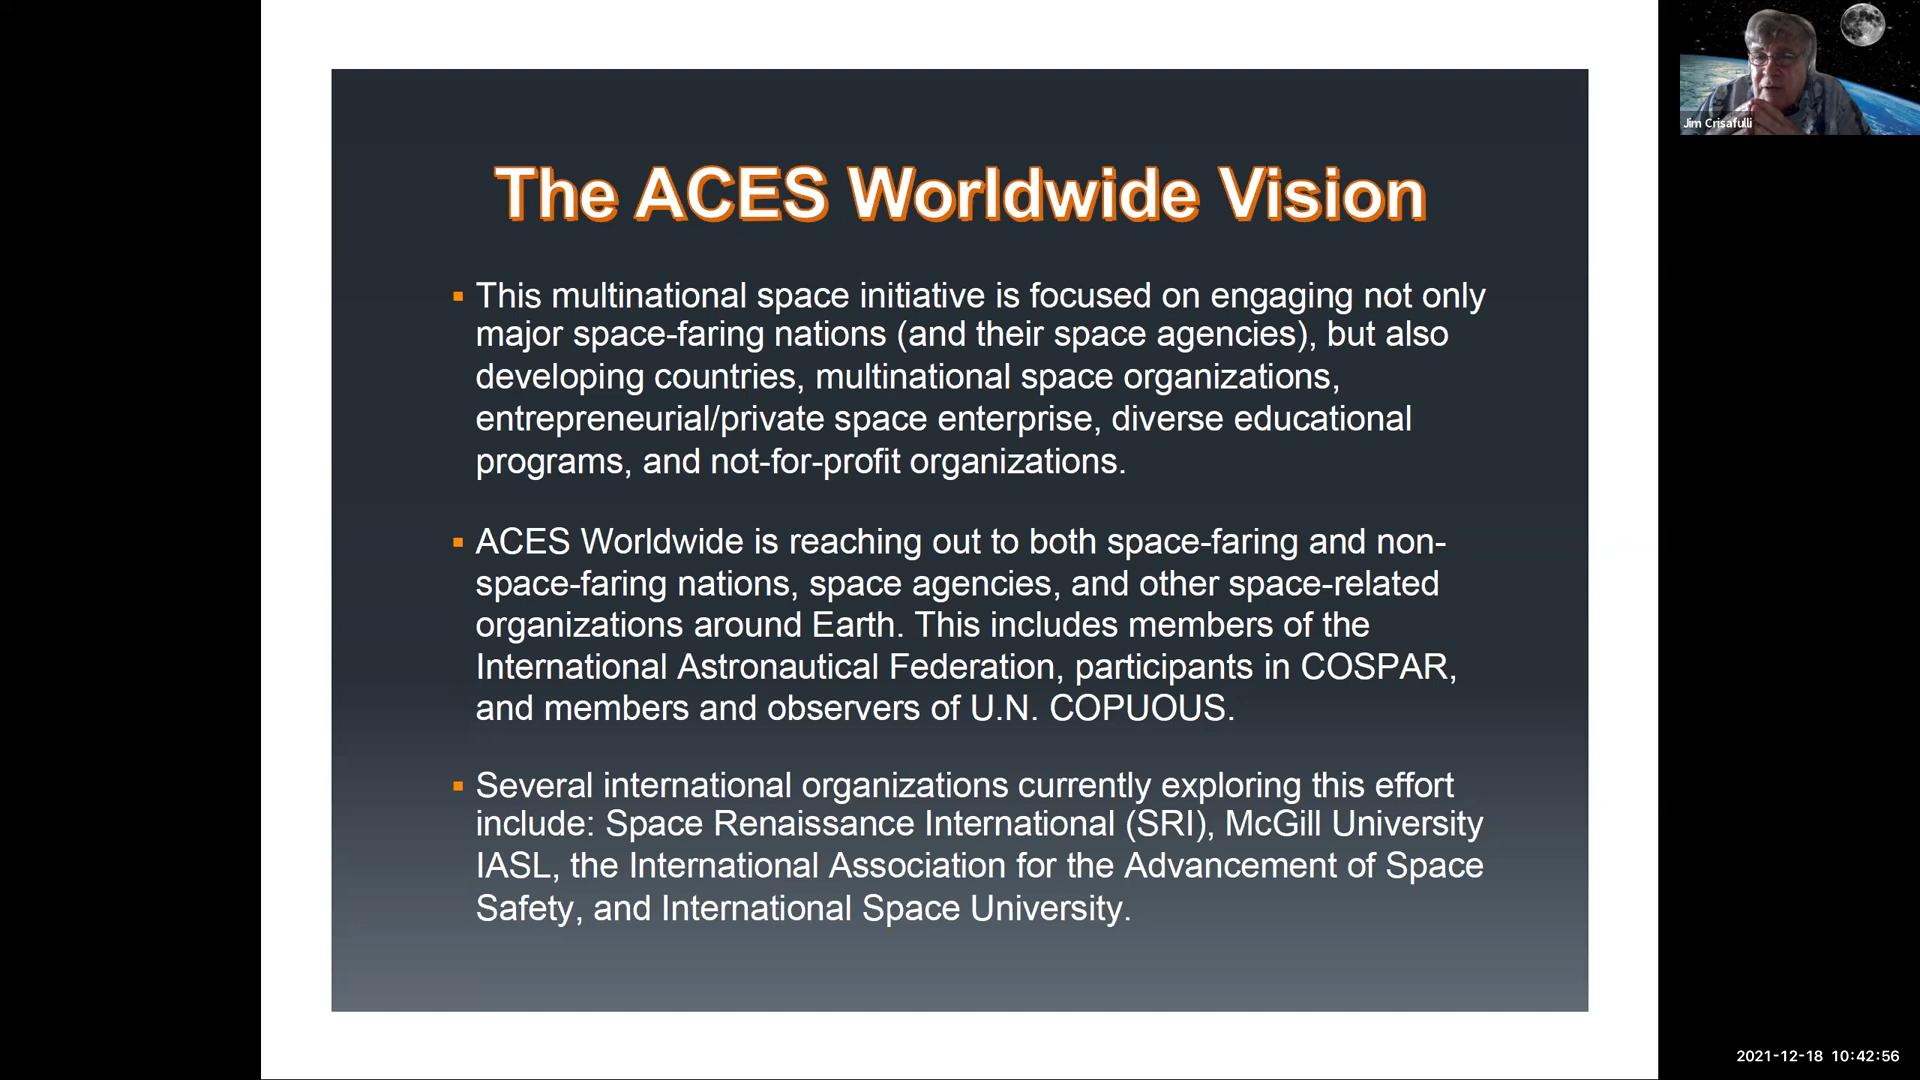 The ACES Worldwide Vision
This multinational space initiative is focused on engaging not only
major space-faring nations (and their space agencies), but also
developing countries, multinational space organizations,
entrepreneurial/private space enterprise, diverse educational
programs, and not-for-profit organizations.
ACES Worldwide is reaching out to both space-faring and non-
space-faring nations, space agencies, and other space-related
organizations around Earth. This includes members of the
International Astronautical Federation, participants in COSPAR,
and members and observers of U.N. COPUOUS.
Several international organizations currently exploring this effort
include: Space Renaissance International (SRI), McGill University
IASL, the International Association for the Advancement of Space
Safety, and International Space University.
Jim Crisafulli
2021-12-18 10:42:56